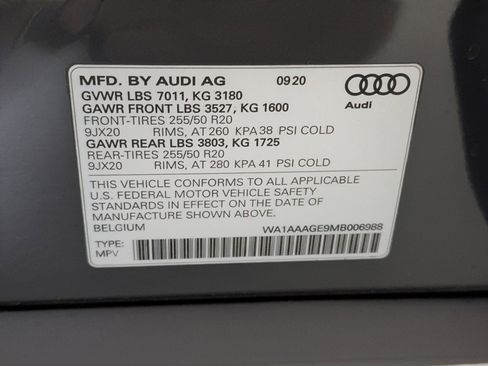 MFD. BY AUDI AG 09 20
GVWR LBS 7011, KG 3180
GAWR FRONT LBS 3527, KG 1600
FRONT-TIRES 255/50 R20
9JX20 RIMS, AT 260 KPA 38 PSI COLD
GAWR REAR LBS 3803, KG 1725
REAR-TIRES 255/50 R20
9JX20 RIMS, AT 280 KPA 41 PSI COLD
Audi
THIS VEHICLE CONFORMS TO ALL APPLICABLE
U.S. FEDERAL MOTOR VEHICLE SAFETY
STANDARDS IN EFFECT ON THE DATE OF
MANUFACTURE SHOWN ABOVE.
BELGIUM WA1AAAGE9MB006988
TYPE:
MPV